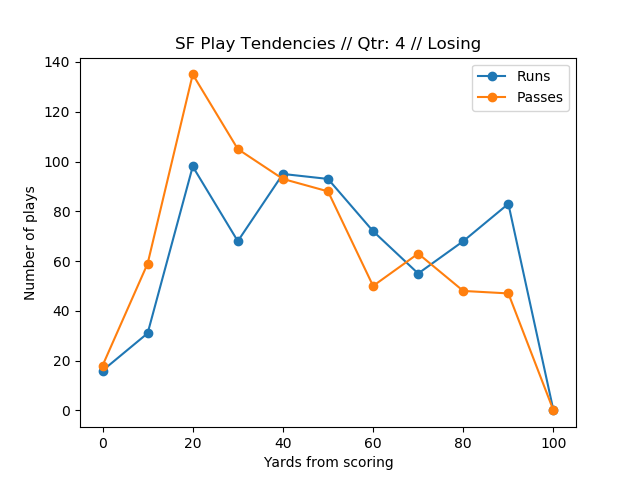 SF Play Tendencies // Qtr: 4 // Losing
Runs
Passes
Number of plays
140
120
100
80
60
40
20
0
0 20 40 60 80 100
Yards from scoring